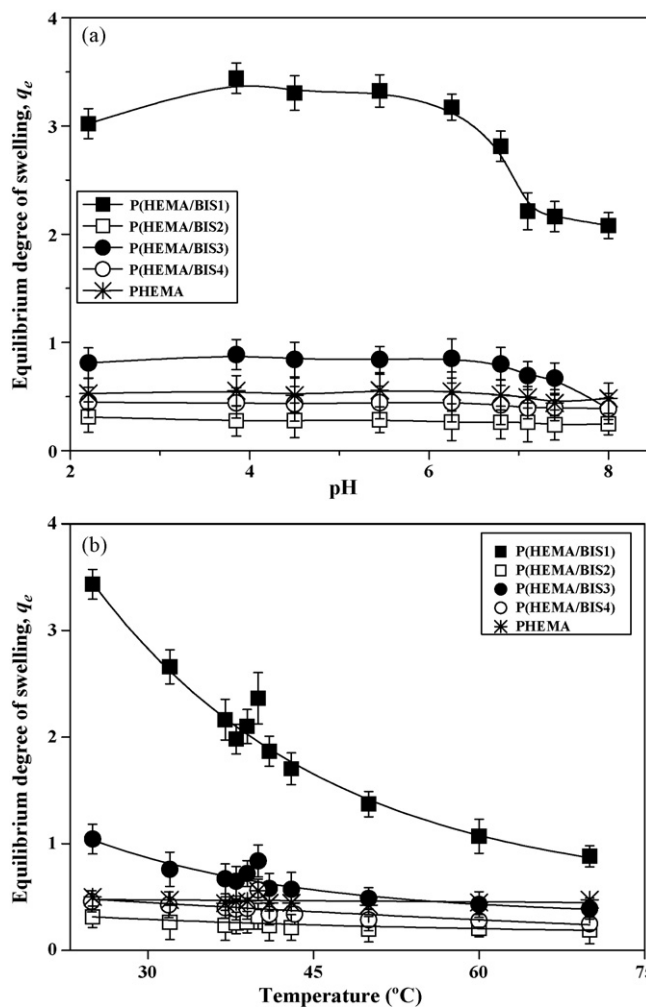 (a)
4
3
2
1
0
Equilibrium degree of swelling, qe
P(HEMA/BIS1)
P(HEMA/BIS2)
P(HEMA/BIS3)
P(HEMA/BIS4)
PHEMA
2 4 6 8
pH
(b)
4
3
2
1
0
Equilibrium degree of swelling, qe
P(HEMA/BIS1)
P(HEMA/BIS2)
P(HEMA/BIS3)
P(HEMA/BIS4)
PHEMA
30 45 60 75
Temperature (ºC)